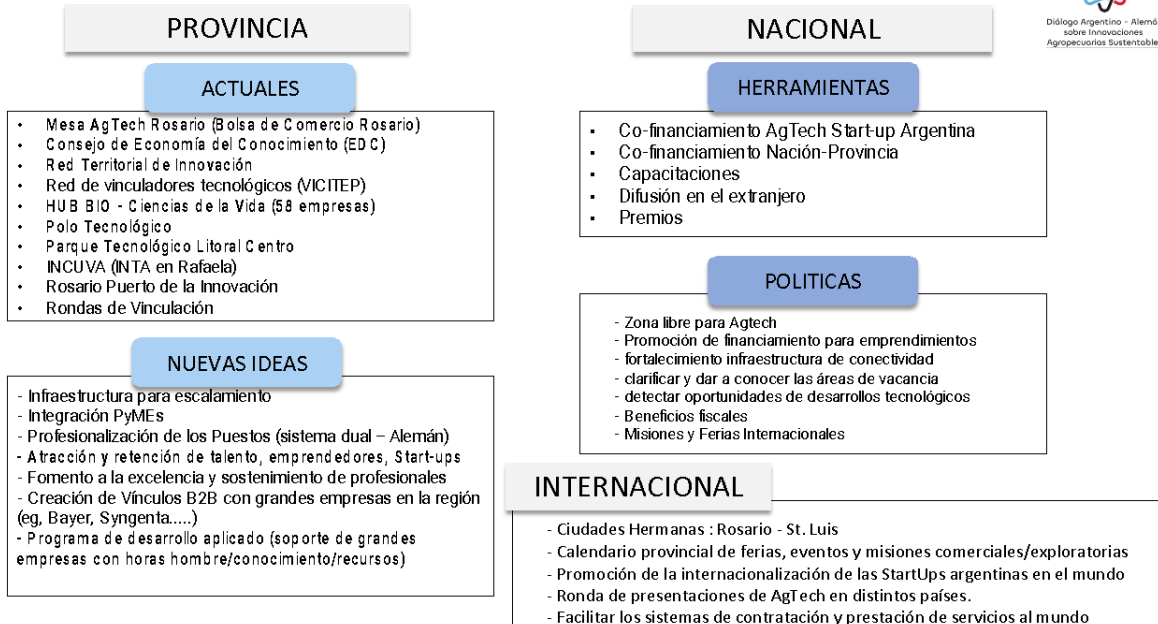 PROVINCIA
ACTUALES
• Mesa AgTech Rosario (Bolsa de Comercio Rosario)
• Consejo de Economía del Conocimiento (EDC)
• Red Territorial de Innovación
• Red de vinculadores tecnológicos (VICITEP)
• HUB BIO - Ciencias de la Vida (58 empresas)
• Polo Tecnológico
• Parque Tecnológico Litoral Centro
• INCUVA (INTA en Rafaela)
• Rosario Puerto de la Innovación
• Rondas de Vinculación
NUEVAS IDEAS
- Infraestructura para escalamiento
- Integración PyMEs
- Profesionalización de los Puestos (sistema dual – Alemán)
- Atracción y retención de talento, emprendedores, Start-ups
- Fomento a la excelencia y sostenimiento de profesionales
- Creación de Vínculos B2B con grandes empresas en la región
(eg, Bayer, Syngenta.....)
- Programa de desarrollo aplicado (soporte de grandes
empresas con horas hombre/conocimiento/recursos)
NACIONAL
Diálogo Argentino - Alemá
sobre Innovaciones
Agropecuarias Sustentable
HERRAMIENTAS
▪ Co-financiamiento AgTech Start-up Argentina
▪ Co-financiamiento Nación-Provincia
▪ Capacitaciones
▪ Difusión en el extranjero
▪ Premios
POLITICAS
- Zona libre para Agtech
- Promoción de financiamiento para emprendimientos
- fortalecimiento infraestructura de conectividad
- clarificar y dar a conocer las áreas de vacancia
- detectar oportunidades de desarrollos tecnológicos
- Beneficios fiscales
- Misiones y Ferias Internacionales
INTERNACIONAL
- Ciudades Hermanas : Rosario - St. Luis
- Calendario provincial de ferias, eventos y misiones comerciales/exploratorias
- Promoción de la internacionalización de las StartUps argentinas en el mundo
- Ronda de presentaciones de AgTech en distintos países.
- Facilitar los sistemas de contratación y prestación de servicios al mundo